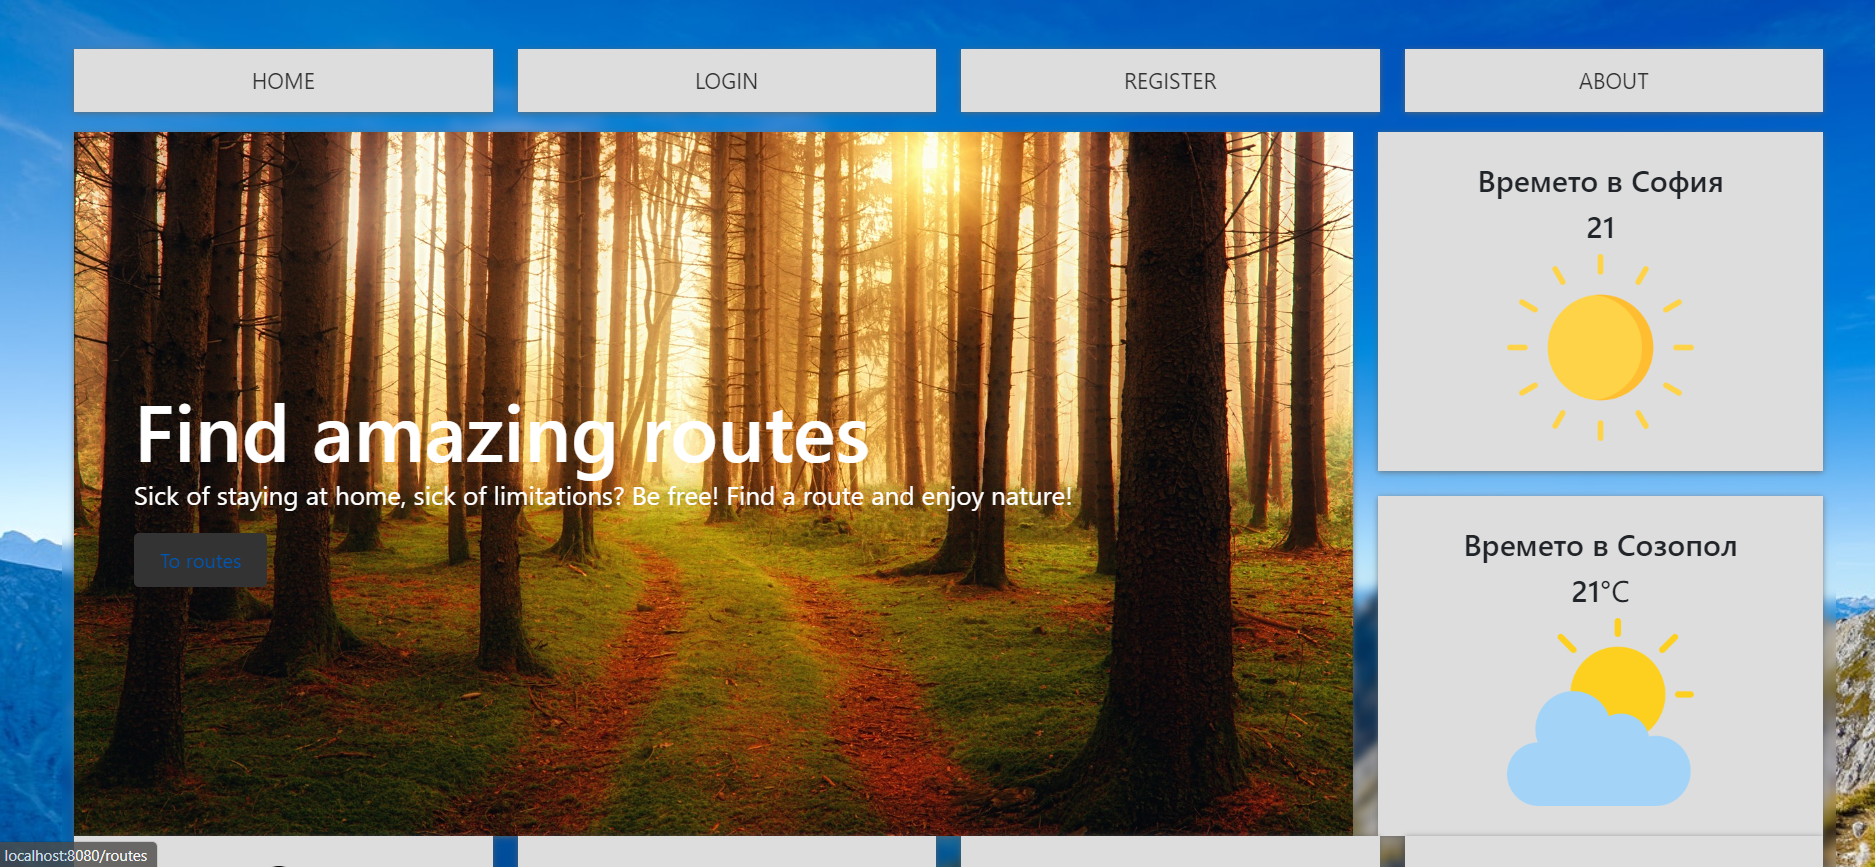 HOME
LOGIN
REGISTER
ABOUT
Find amazing routes
Sick of staying at home, sick of limitations? Be free! Find a route and enjoy nature!
To routes
Времето в София
21
Времето в Созопол
21°C
localhost:8080/routes